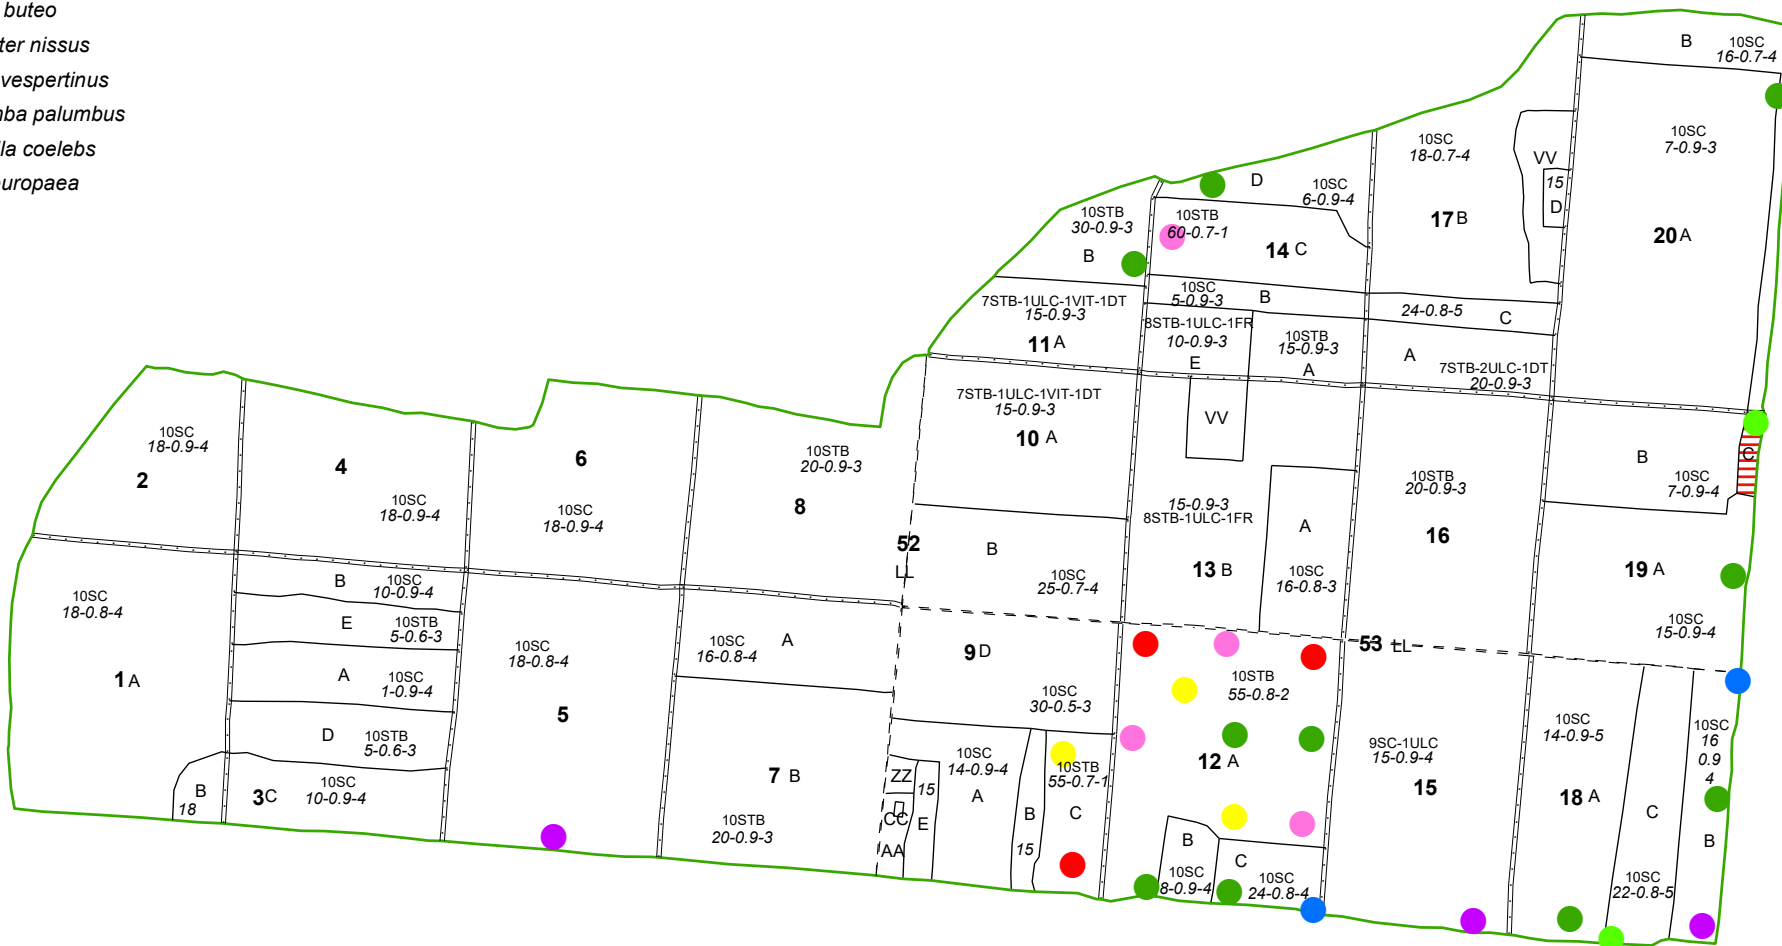 buteo
ter nissus
vespertinus
nba palumbus
lla coelebs
europaea
B
10SC
16-0.7-4
10SC
7-0.9-3
20 A
10SC
18-0.7-4
VV
15
D
17 B
D
10SC
6-0.9-4
10STB
60-0.7-1
14 C
10STB
30-0.9-3
B
10SC
5-0.9-3
B
24-0.8-5
C
7STB-1ULC-1VIT-1DT
15-0.9-3
11 A
8STB-1ULC-1FR
10-0.9-3
E
10STB
15-0.9-3
A
A
7STB-2ULC-1DT
20-0.9-3
7STB-1ULC-1VIT-1DT
15-0.9-3
10 A
VV
10STB
20-0.9-3
16
B
10SC
7-0.9-4
C
10SC
18-0.9-4
2
4
10SC
18-0.9-4
6
10SC
18-0.9-4
10STB
20-0.9-3
8
52
LL
B
10SC
25-0.7-4
15-0.9-3
8STB-1ULC-1FR
13 B
A
10SC
16-0.8-3
19 A
10SC
15-0.9-4
53 LL
10SC
18-0.8-4
1 A
B
10SC
10-0.9-4
E
10STB
5-0.6-3
A
10SC
1-0.9-4
D
10STB
5-0.6-3
B
18
3 C
10SC
10-0.9-4
10SC
18-0.8-4
5
10SC
16-0.8-4
A
7 B
10STB
20-0.9-3
9 D
10SC
30-0.5-3
ZZ
CC
AA
15
E
10SC
14-0.9-4
A
B
15
10STB
55-0.7-1
C
10STB
55-0.8-2
12 A
B
10SC
8-0.9-4
C
10SC
24-0.8-4
9SC-1ULC
15-0.9-4
15
10SC
14-0.9-5
18 A
C
10SC
22-0.8-5
10SC
16
0.9
4
B